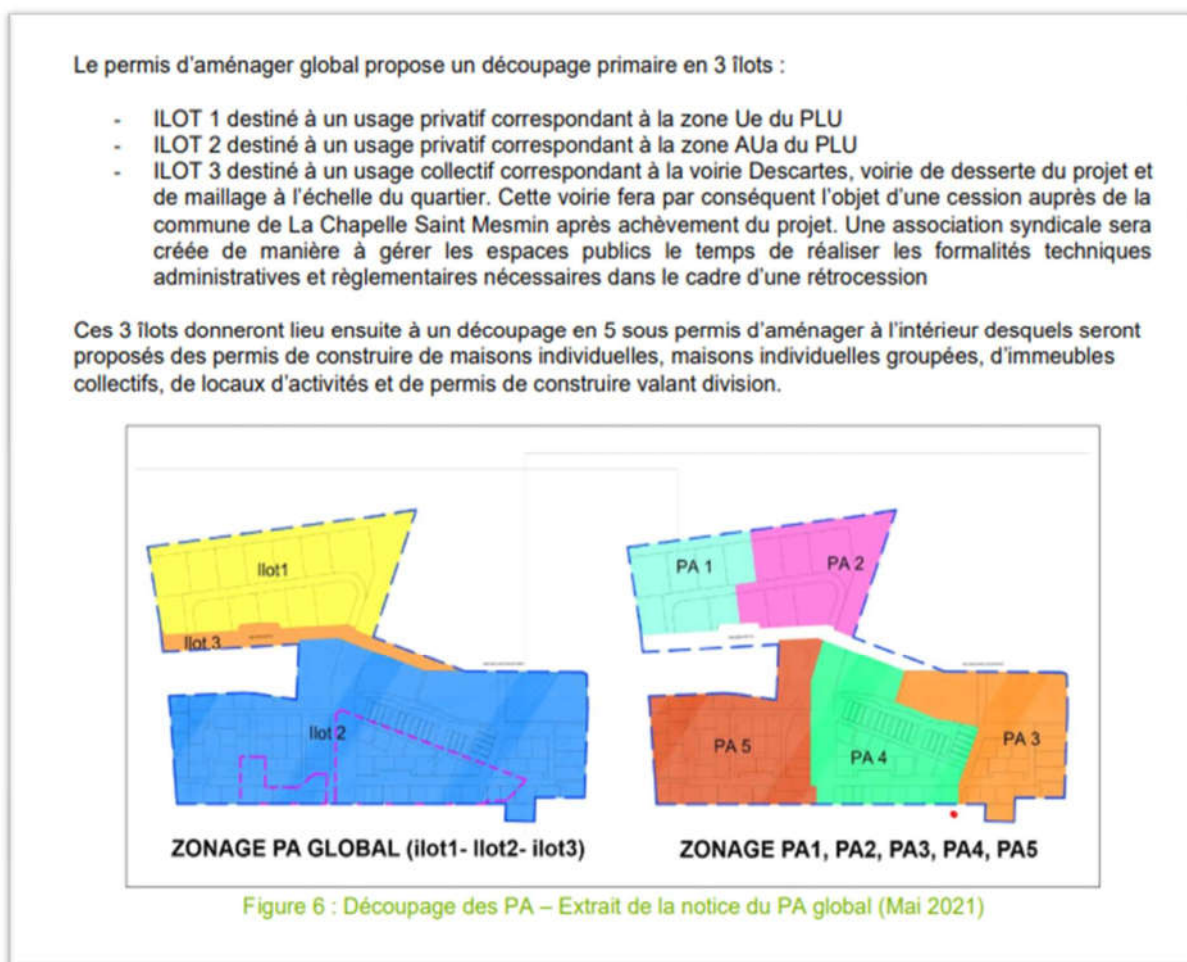 Le permis d'aménager global propose un découpage primaire en 3 îlots :
- ILOT 1 destiné à un usage privatif correspondant à la zone Ue du PLU
- ILOT 2 destiné à un usage privatif correspondant à la zone AUa du PLU
- ILOT 3 destiné à un usage collectif correspondant à la voirie Descartes, voirie de desserte du projet et
de maillage à l'échelle du quartier. Cette voirie fera par conséquent l'objet d'une cession auprès de la
commune de La Chapelle Saint Mesmin après achèvement du projet. Une association syndicale sera
créée de manière à gérer les espaces publics le temps de réaliser les formalités techniques
administratives et règlementaires nécessaires dans le cadre d'une rétrocession
Ces 3 îlots donneront lieu ensuite à un découpage en 5 sous permis d'aménager à l'intérieur desquels seront
proposés des permis de construire de maisons individuelles, maisons individuelles groupées, d'immeubles
collectifs, de locaux d'activités et de permis de construire valant division.
Ilot1
Ilot 3
Ilot 2
ZONAGE PA GLOBAL (ilot1- Ilot2- ilot3)
PA 1
PA 2
PA 5
PA 4
PA 3
ZONAGE PA1, PA2, PA3, PA4, PA5
Figure 6 : Découpage des PA – Extrait de la notice du PA global (Mai 2021)